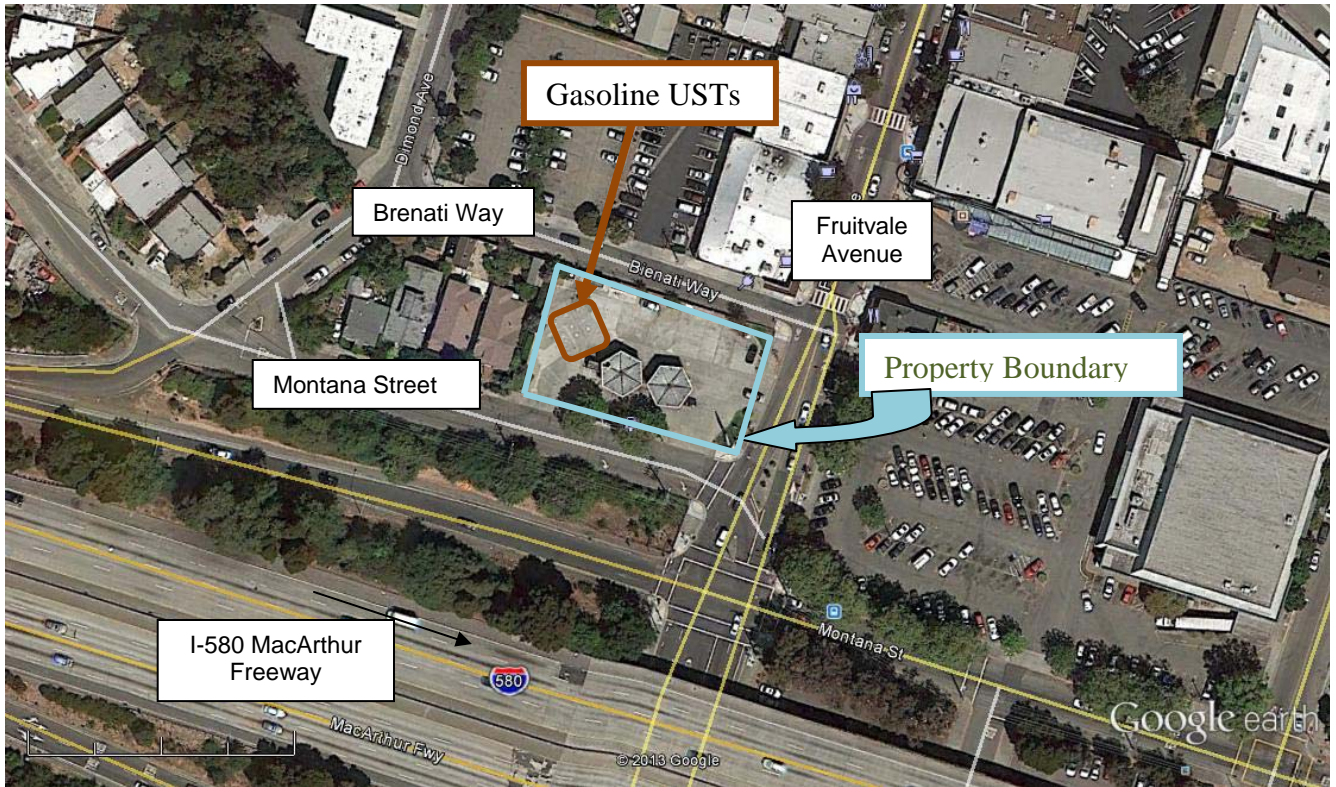 Gasoline USTs
Dimond Ave
Brenati Way
Fruitvale
Avenue
Bienati Way
Property Boundary
Montana Street
I-580 MacArthur
Freeway
580
Montana St
MacArthur Fwy
Google earth
© 2013 Google